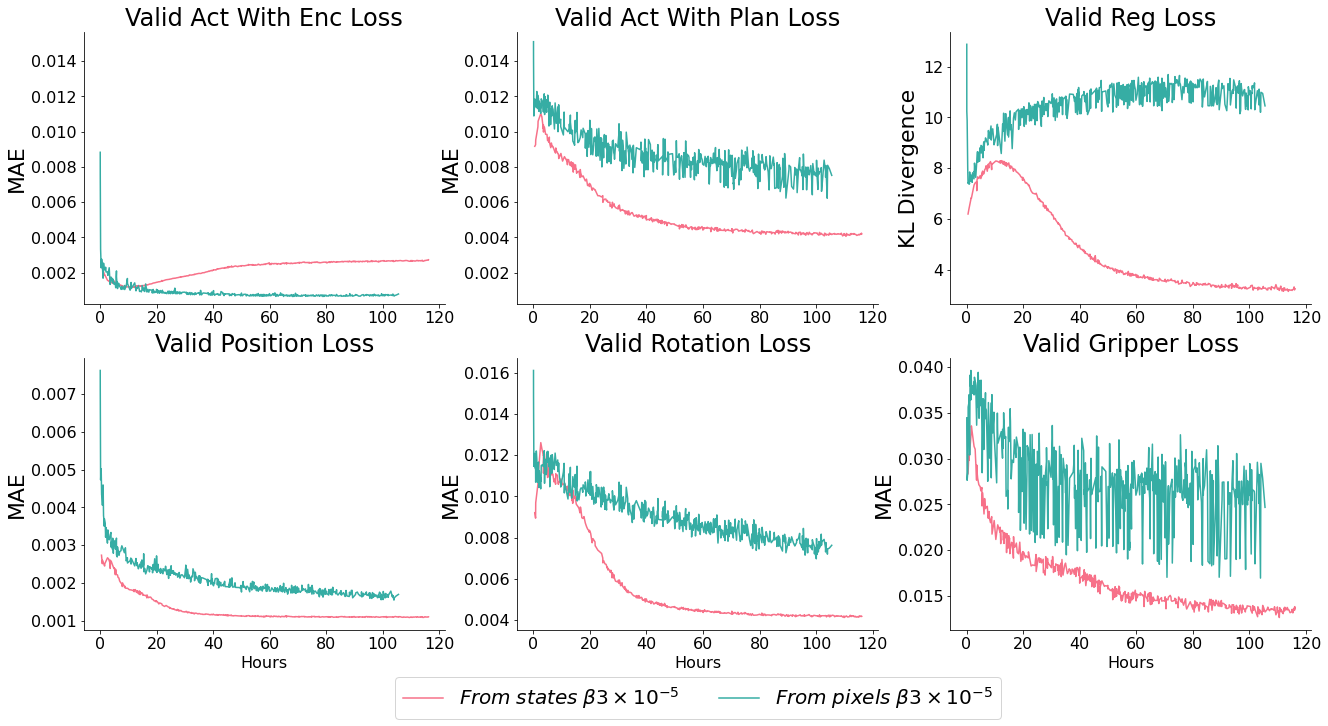 Valid Act With Enc Loss
MAE
0.014
0.012
0.010
0.008
0.006
0.004
0.002
0 20 40 60 80 100 120
Valid Act With Plan Loss
MAE
0.014
0.012
0.010
0.008
0.006
0.004
0.002
0 20 40 60 80 100 120
Valid Reg Loss
KL Divergence
12
10
8
6
4
0 20 40 60 80 100 120
Valid Position Loss
MAE
0.007
0.006
0.005
0.004
0.003
0.002
0.001
0 20 40 60 80 100 120
Hours
Valid Rotation Loss
MAE
0.016
0.014
0.012
0.010
0.008
0.006
0.004
0 20 40 60 80 100 120
Hours
Valid Gripper Loss
MAE
0.040
0.035
0.030
0.025
0.020
0.015
0 20 40 60 80 100 120
Hours
From states β3 × 10⁻⁵ From pixels β3 × 10⁻⁵